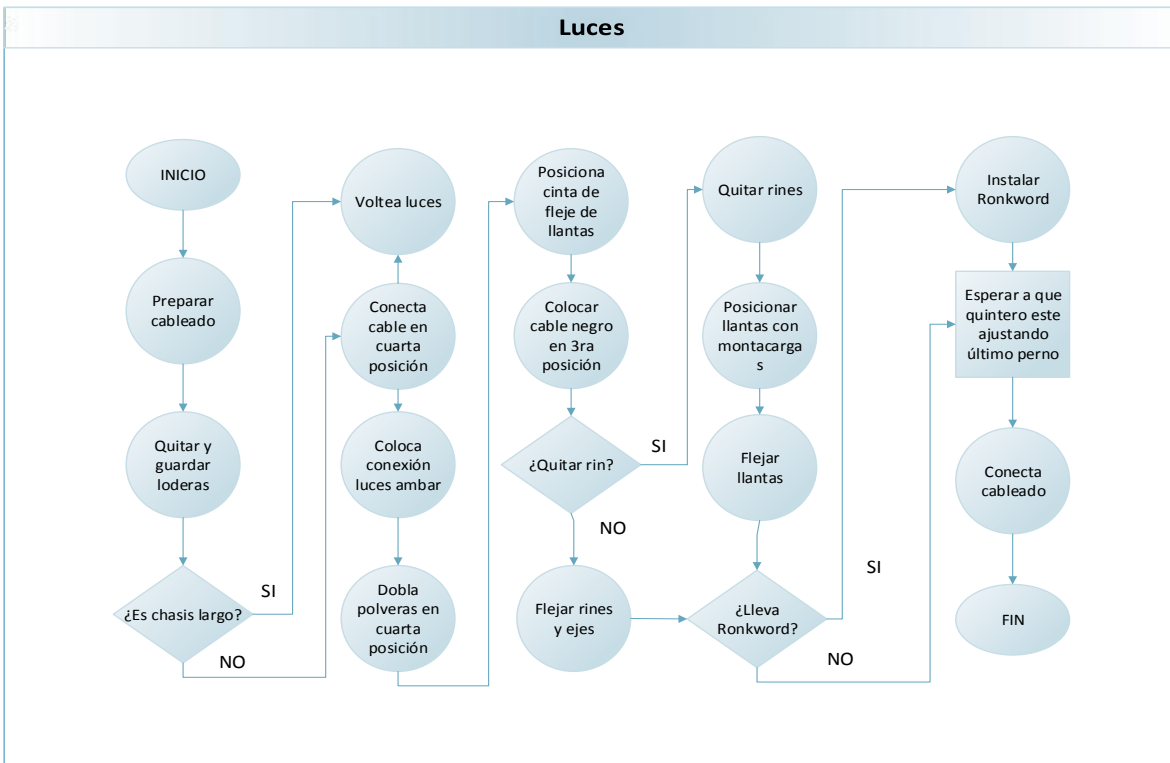 Luces
INICIO
Preparar
cableado
Quitar y
guardar
loderas
¿Es chasis largo?
SI
NO
Voltea luces
Conecta
cable en
cuarta
posición
Coloca
conexión
luces ambar
Dobla
polveras en
cuarta
posición
Posiciona
cinta de
fleje de
llantas
Colocar
cable negro
en 3ra
posición
¿Quitar rin?
SI
NO
Flejar rines
y ejes
Quitar rines
Posicionar
llantas con
montacarga
s
Flejar
llantas
¿Lleva
Ronkword?
SI
NO
Instalar
Ronkword
Esperar a que
quintero este
ajustando
último perno
Conecta
cableado
FIN